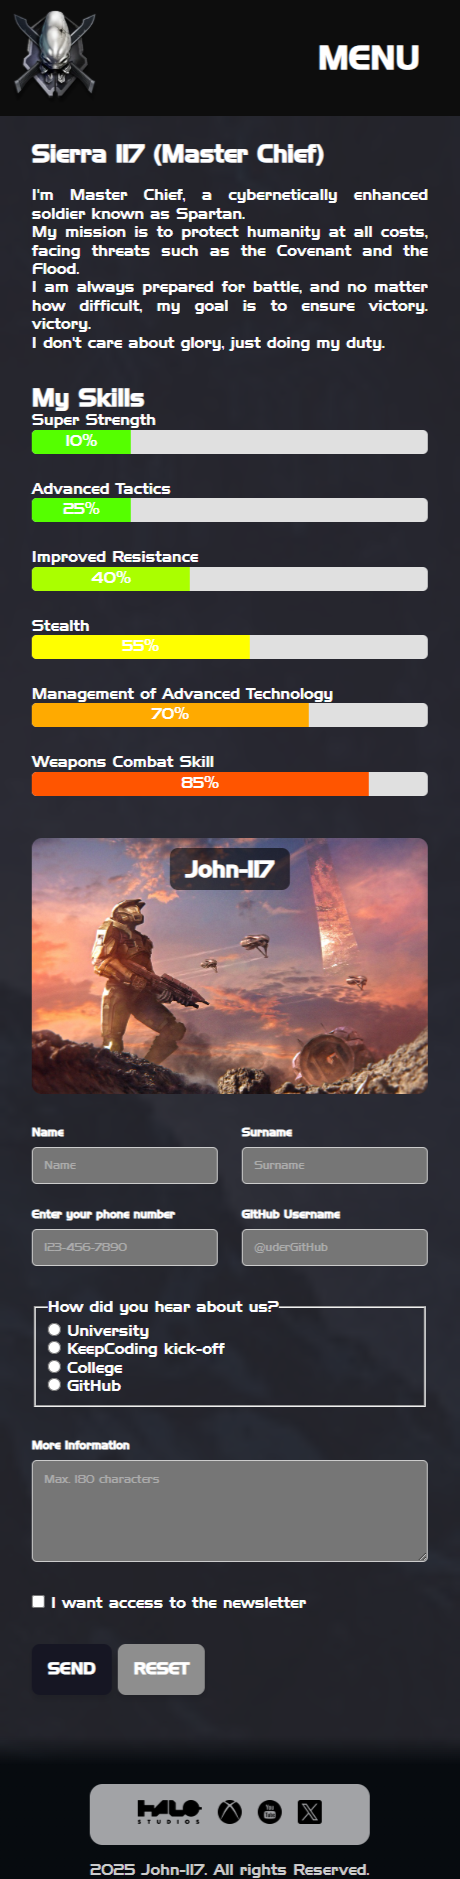 MENU
Sierra 117 (Master Chief)
I'm Master Chief, a cybernetically enhanced
soldier known as Spartan.
My mission is to protect humanity at all costs,
facing threats such as the Covenant and the
Flood.
I am always prepared for battle, and no matter
how difficult, my goal is to ensure victory.
victory.
I don't care about glory, just doing my duty.
My Skills
Super Strength
10%
Advanced Tactics
25%
Improved Resistance
40%
Stealth
55%
Management of Advanced Technology
70%
Weapons Combat Skill
85%
John-117
Name Surname
Name Surname
Enter your phone number GitHub Username
123-456-7890 @uderGitHub
How did you hear about us?
University
KeepCoding kick-off
College
GitHub
More Information
Max. 180 characters
I want access to the newsletter
SEND RESET
HALO
STUDIOS
You
Tube
X
2025 John-117. All rights Reserved.